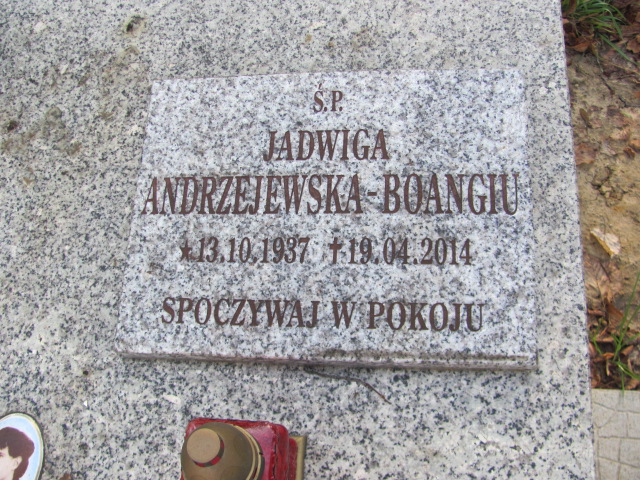 Ś.P.
JADWIGA
ANDRZEJEWSKA-BOANGIU
★13.10.1937 ✝19.04.2014
SPOCZYWAJ W POKOJU